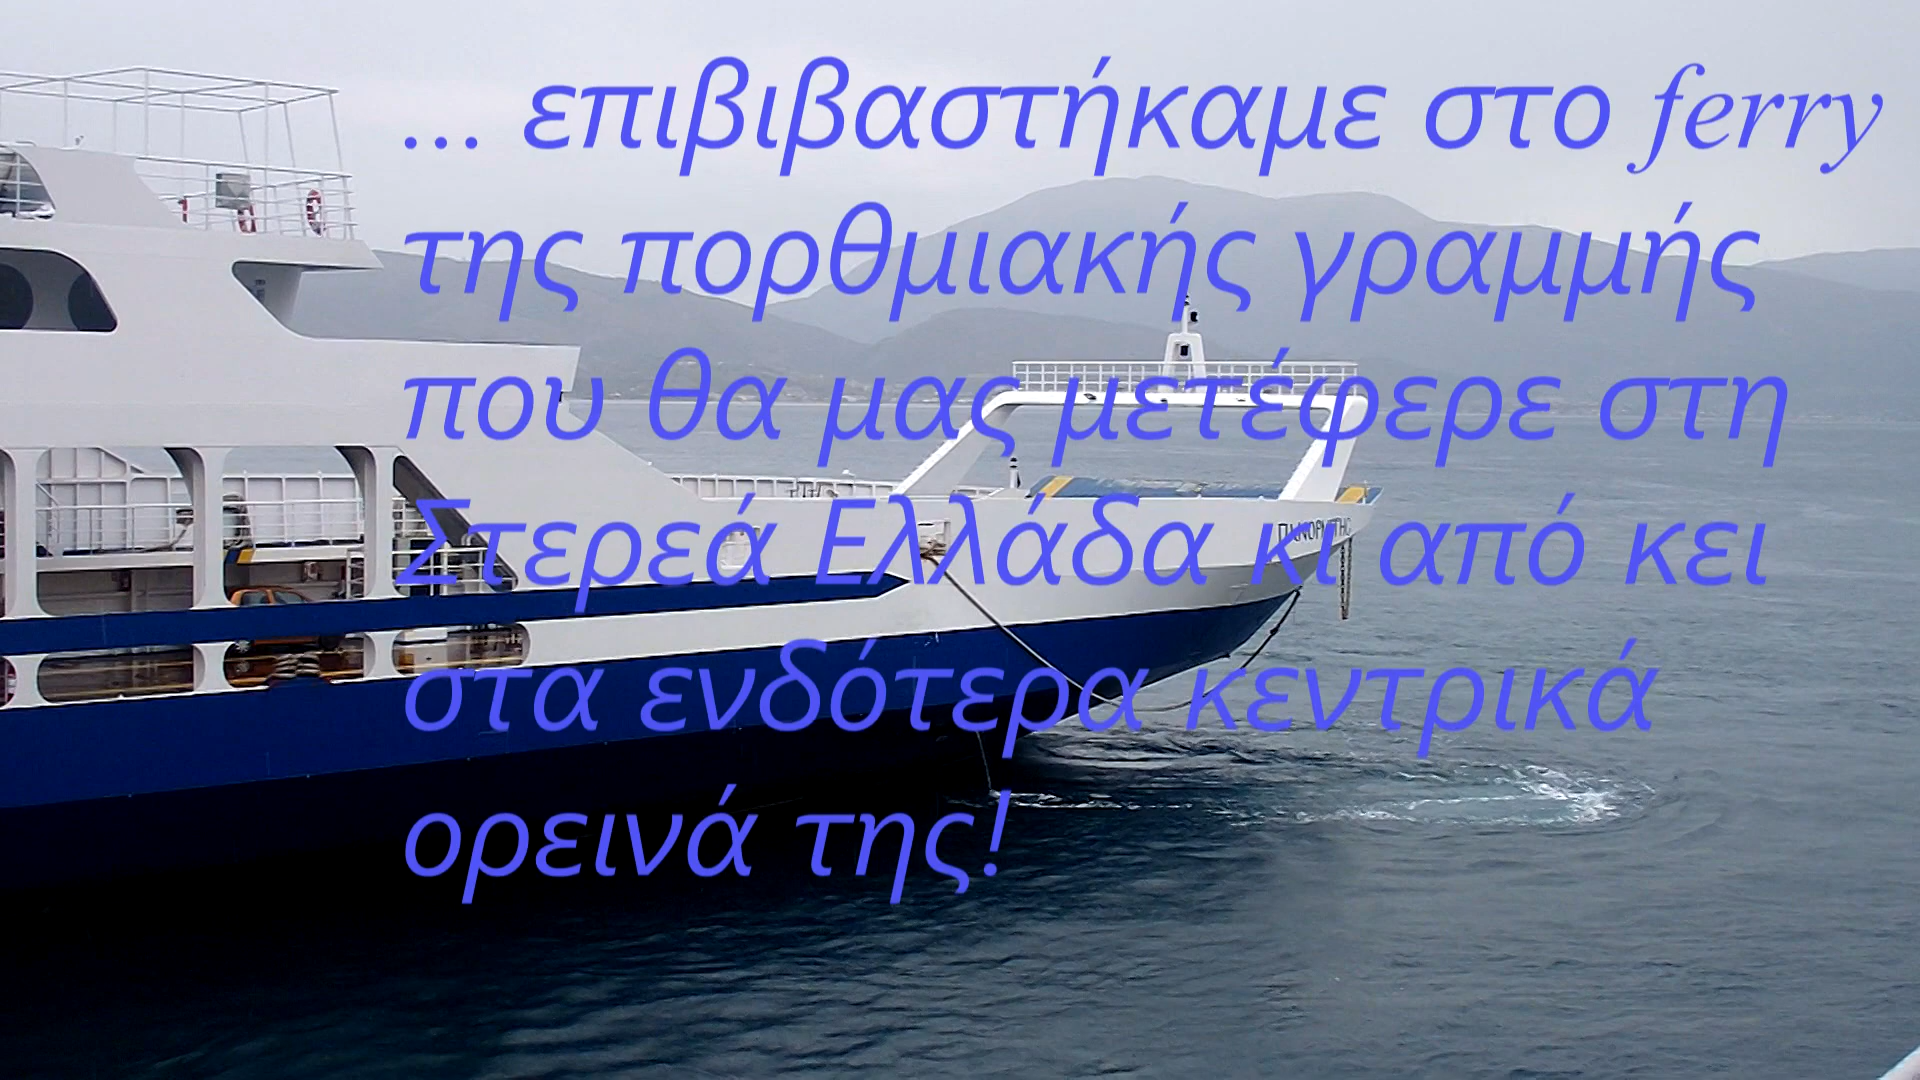 ... επιβιβαστήκαμε στο ferry
της πορθμιακής γραμμής
που θα μας μετέφερε στη
Στερεά Ελλάδα κι από κει
στα ενδότερα κεντρικά
ορεινά της!
ΠΑΝΟΡΜΙΤΗΣ